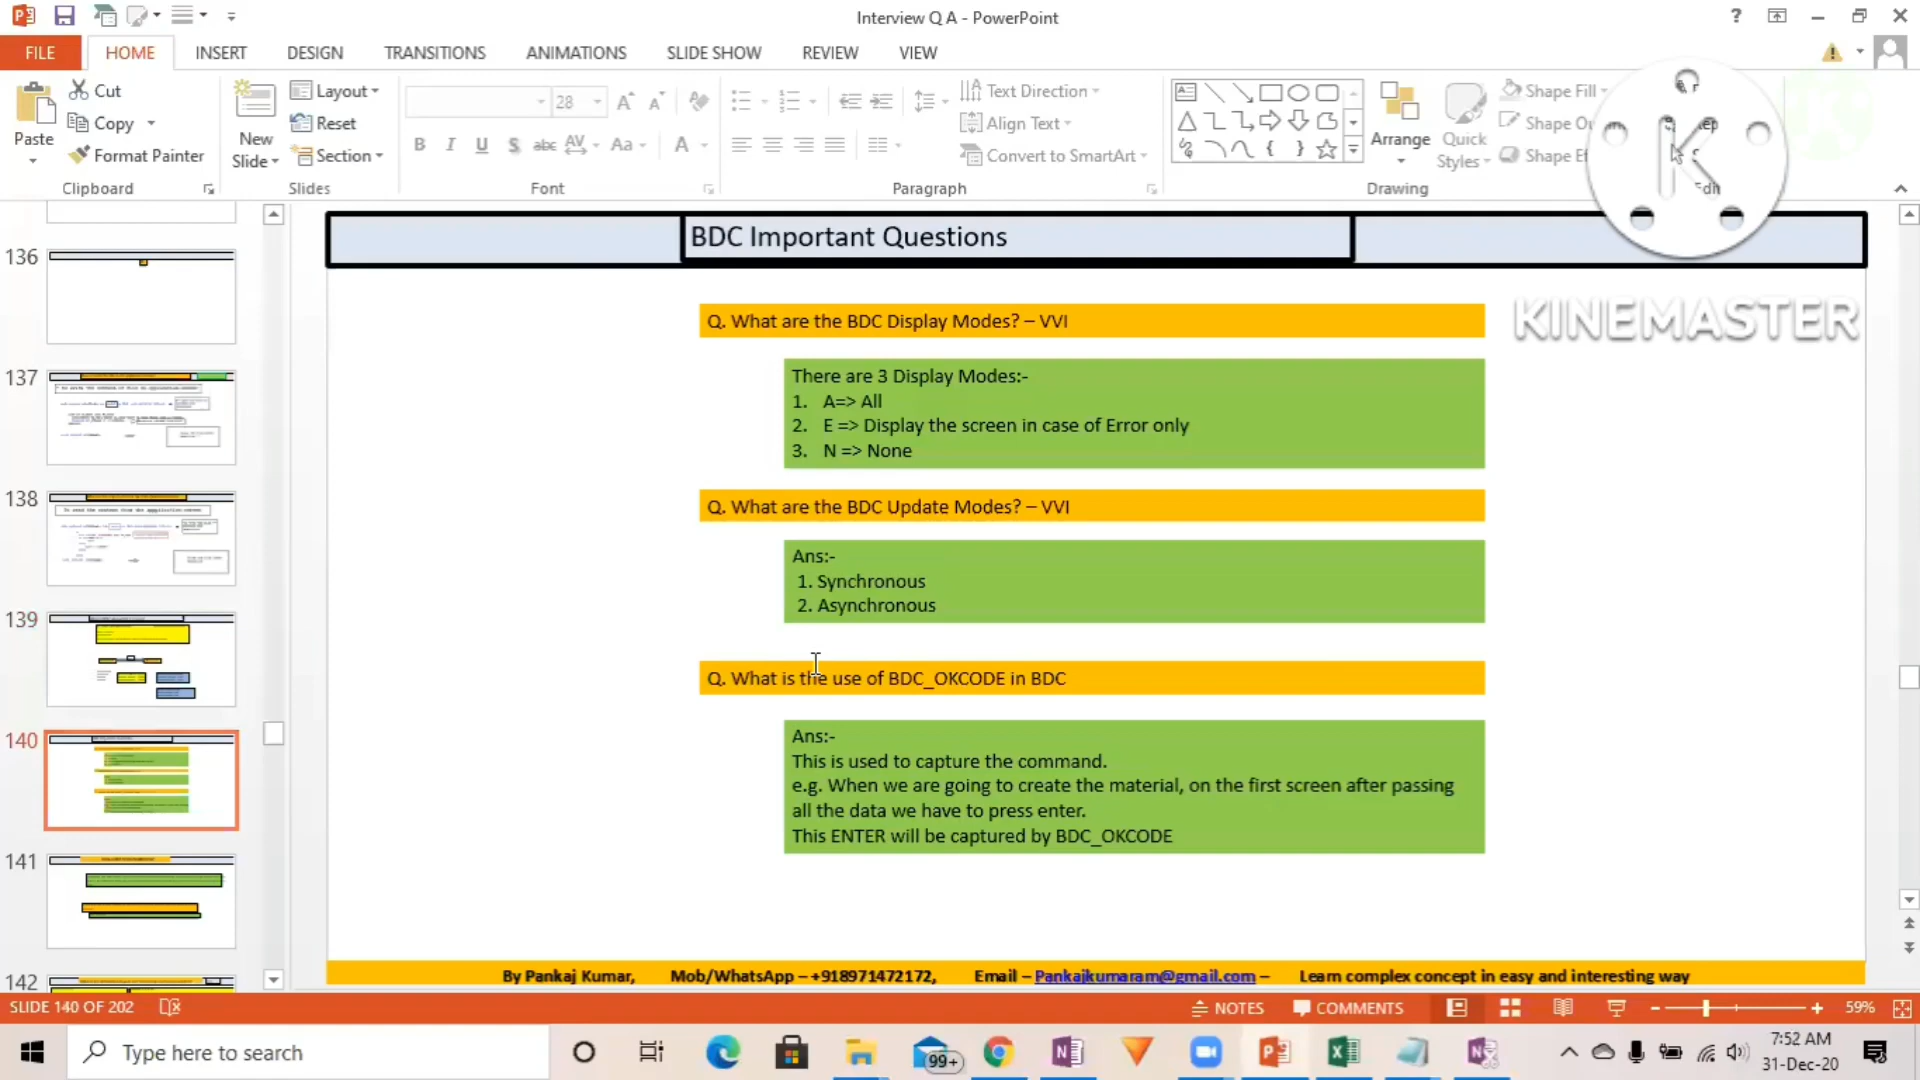 Interview Q A - PowerPoint
FILE
HOME
INSERT
DESIGN
TRANSITIONS
ANIMATIONS
SLIDE SHOW
REVIEW
VIEW
Paste
Cut
Copy
Format Painter
Clipboard
New
Slide
Layout
Reset
Section
Slides
28
Font
Text Direction
Align Text
Convert to SmartArt
Paragraph
Arrange
Quick
Styles
Shape Fill
Drawing
KINEMASTER
136
137
138
139
140
141
142
BDC Important Questions
Q. What are the BDC Display Modes? – VVI
There are 3 Display Modes:-
1. A=> All
2. E => Display the screen in case of Error only
3. N => None
Q. What are the BDC Update Modes? – VVI
Ans:-
1. Synchronous
2. Asynchronous
Q. What is the use of BDC_OKCODE in BDC
Ans:-
This is used to capture the command.
e.g. When we are going to create the material, on the first screen after passing
all the data we have to press enter.
This ENTER will be captured by BDC_OKCODE
By Pankaj Kumar, Mob/WhatsApp – +918971472172, Email – Pankajkumaram@gmail.com – Learn complex concept in easy and interesting way
SLIDE 140 OF 202
NOTES
COMMENTS
59%
Type here to search
99+
7:52 AM
31-Dec-20